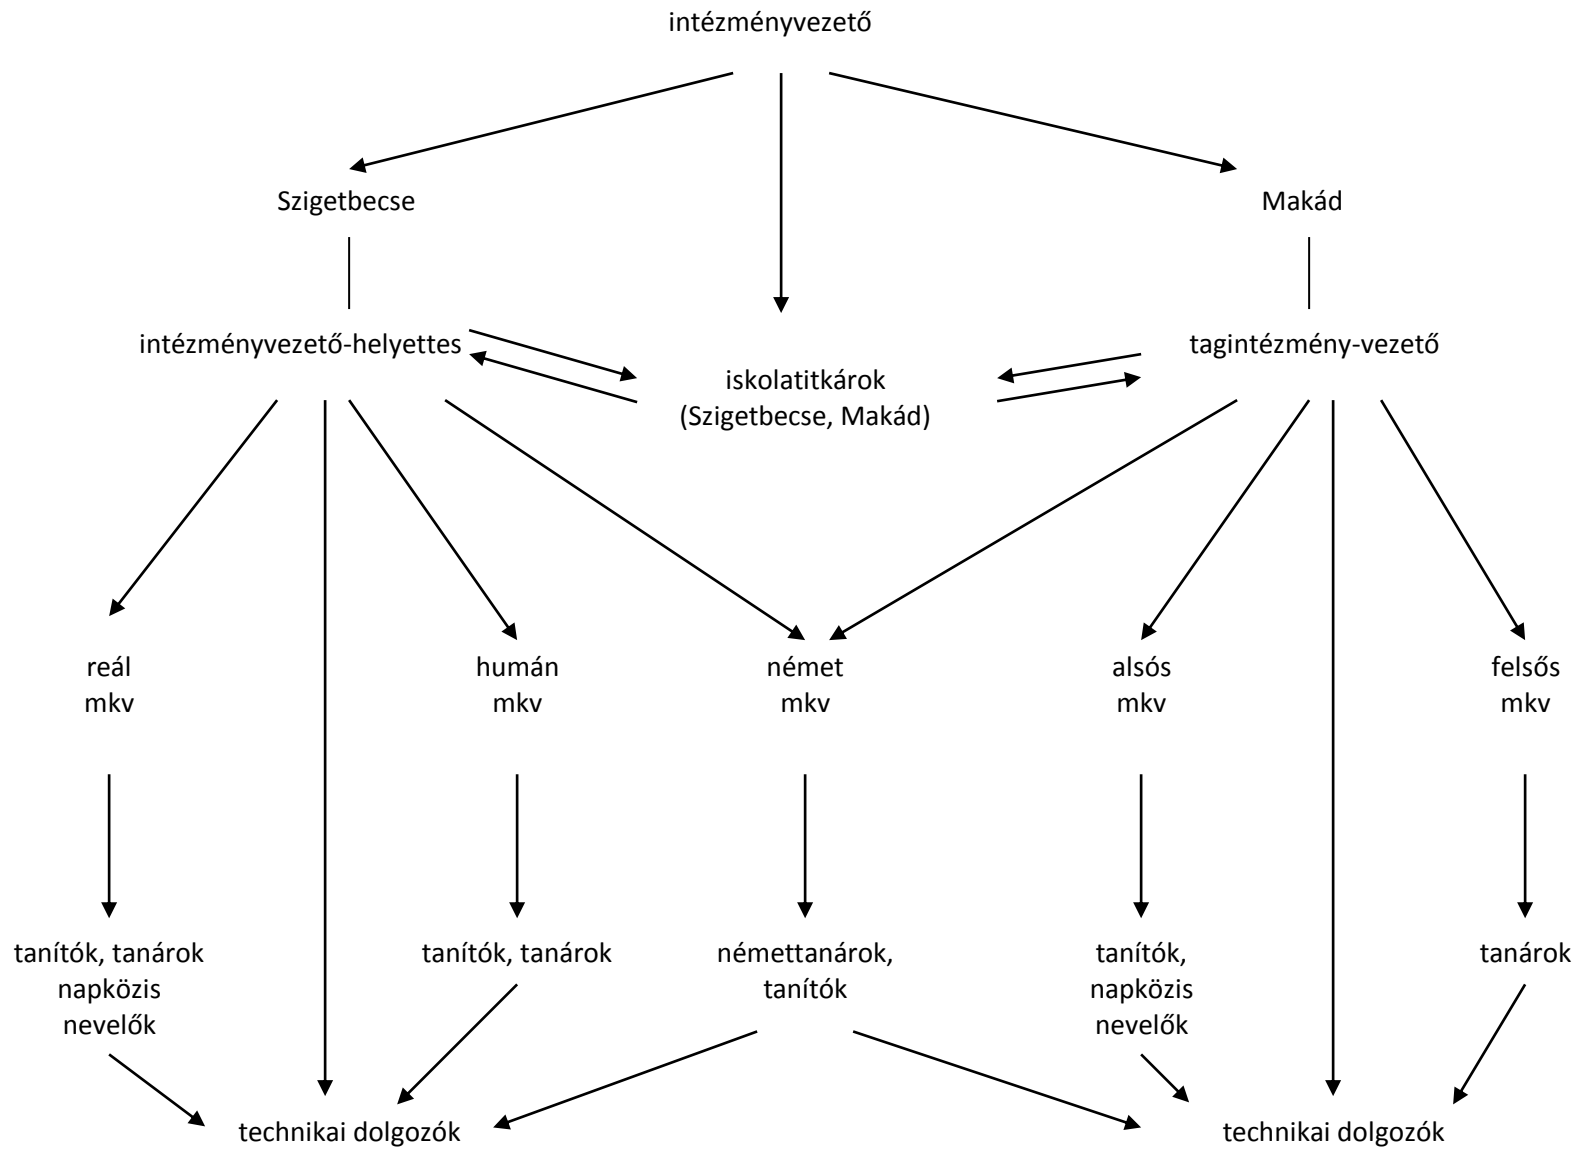 intézményvezető
Szigetbecse
Makád
intézményvezető-helyettes
tagintézmény-vezető
iskolatitkárok
(Szigetbecse, Makád)
reál
mkv
humán
mkv
német
mkv
alsós
mkv
felsős
mkv
tanítók, tanárok
napközis
nevelők
tanítók, tanárok
némettanárok,
tanítók
tanítók,
napközis
nevelők
tanárok
technikai dolgozók
technikai dolgozók